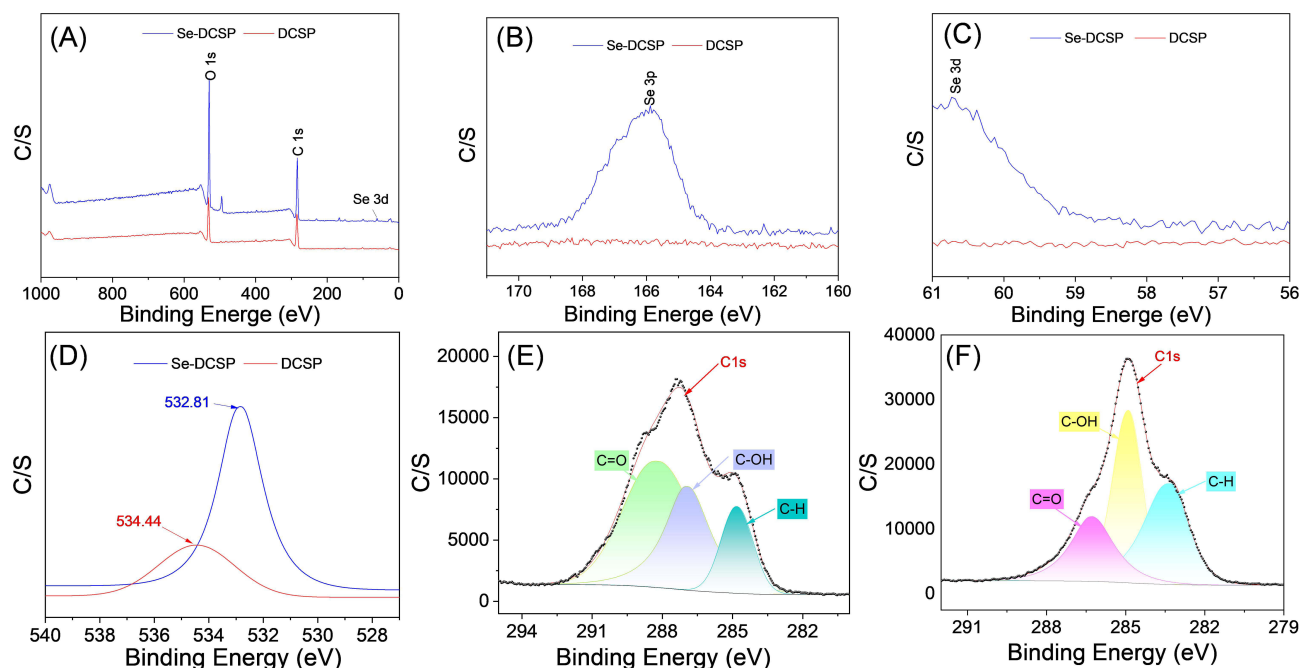 (A)
Se-DCSP DCSP
O 1s
C 1s
Se 3d
C/S
1000 800 600 400 200 0
Binding Energe (eV)
(B)
Se-DCSP DCSP
Se 3p
C/S
170 168 166 164 162 160
Binding Energe (eV)
(C)
Se-DCSP DCSP
Se 3d
C/S
61 60 59 58 57 56
Binding Energe (eV)
(D)
Se-DCSP DCSP
532.81
534.44
C/S
540 538 536 534 532 530 528
Binding Energy (eV)
(E)
20000
C1s
15000
C=O
C-OH
10000
C-H
5000
0
C/S
294 291 288 285 282
Binding Energy (eV)
(F)
40000
C1s
30000
C-OH
20000
C=O
C-H
10000
0
C/S
291 288 285 282 279
Binding Energy (eV)